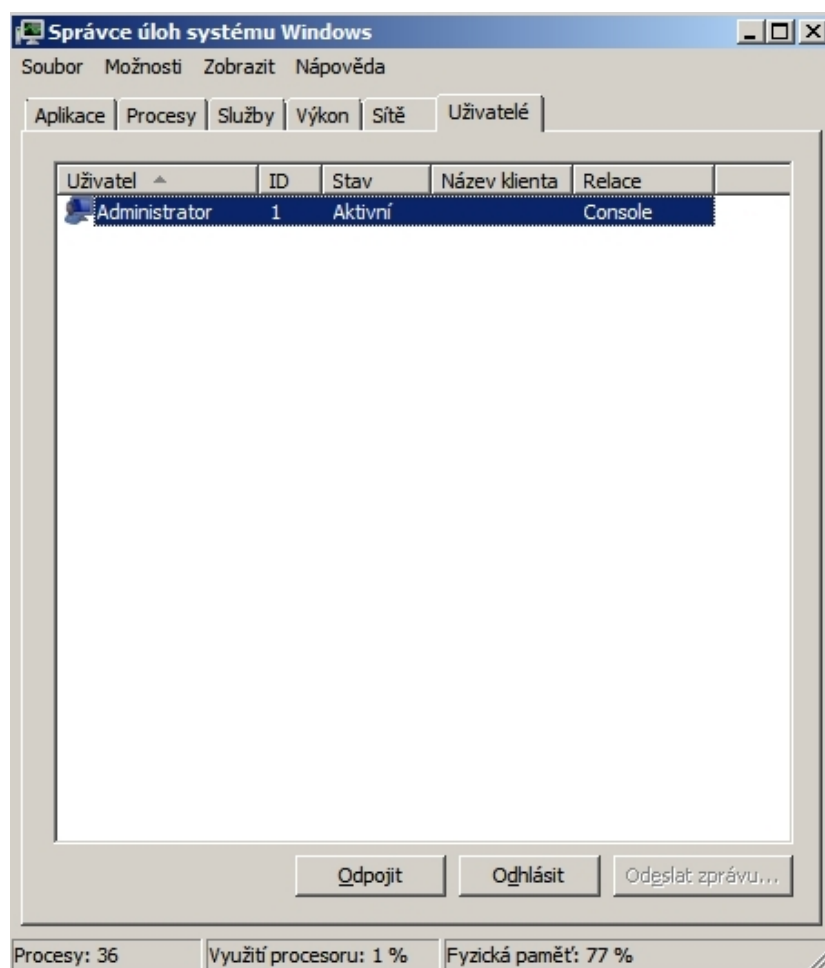 Správce úloh systému Windows
Soubor Možnosti Zobrazit Nápověda
Aplikace Procesy Služby Výkon Sítě Uživatelé
Uživatel ID Stav Název klienta Relace
Administrator 1 Aktivní Console
Odpojit Odhlásit Odeslat zprávu...
Procesy: 36 Využití procesoru: 1 % Fyzická paměť: 77 %